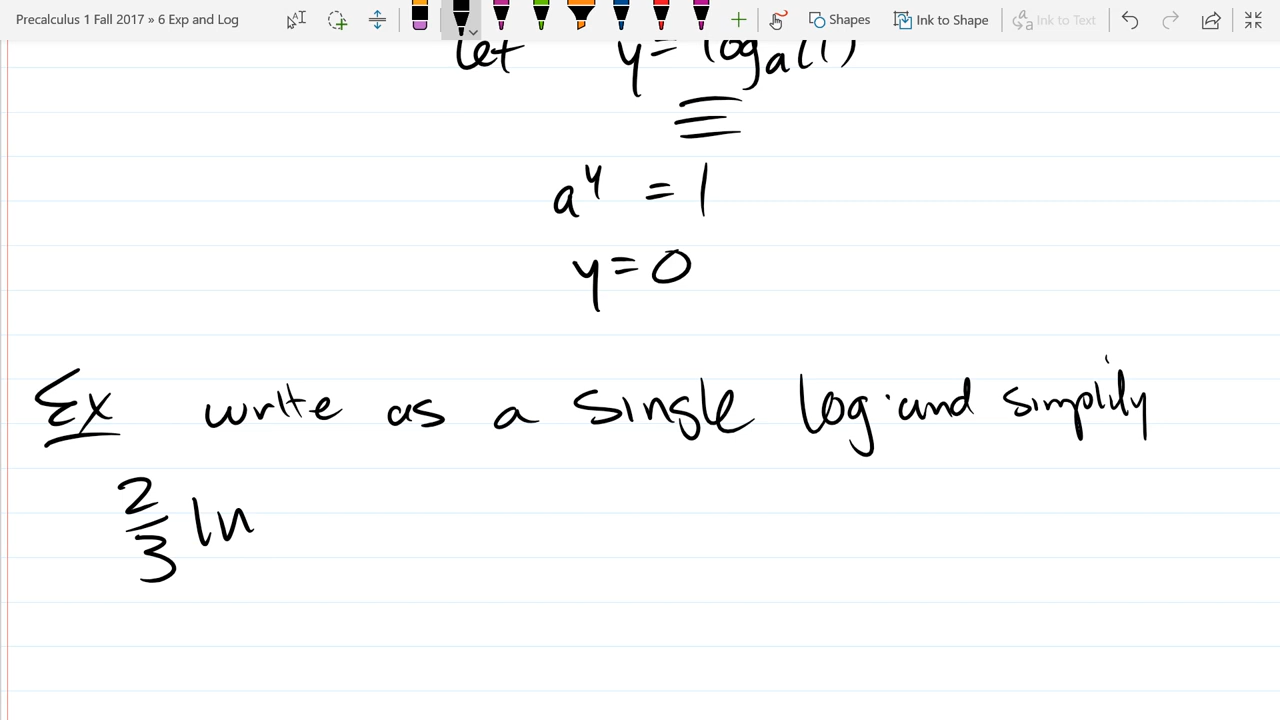 Precalculus 1 Fall 2017 » 6 Exp and Log
Shapes
Ink to Shape
Ink to Text
let y = logₐ(1)
aʸ = 1
y = 0
Ex write as a single log and simplify
2/3 ln